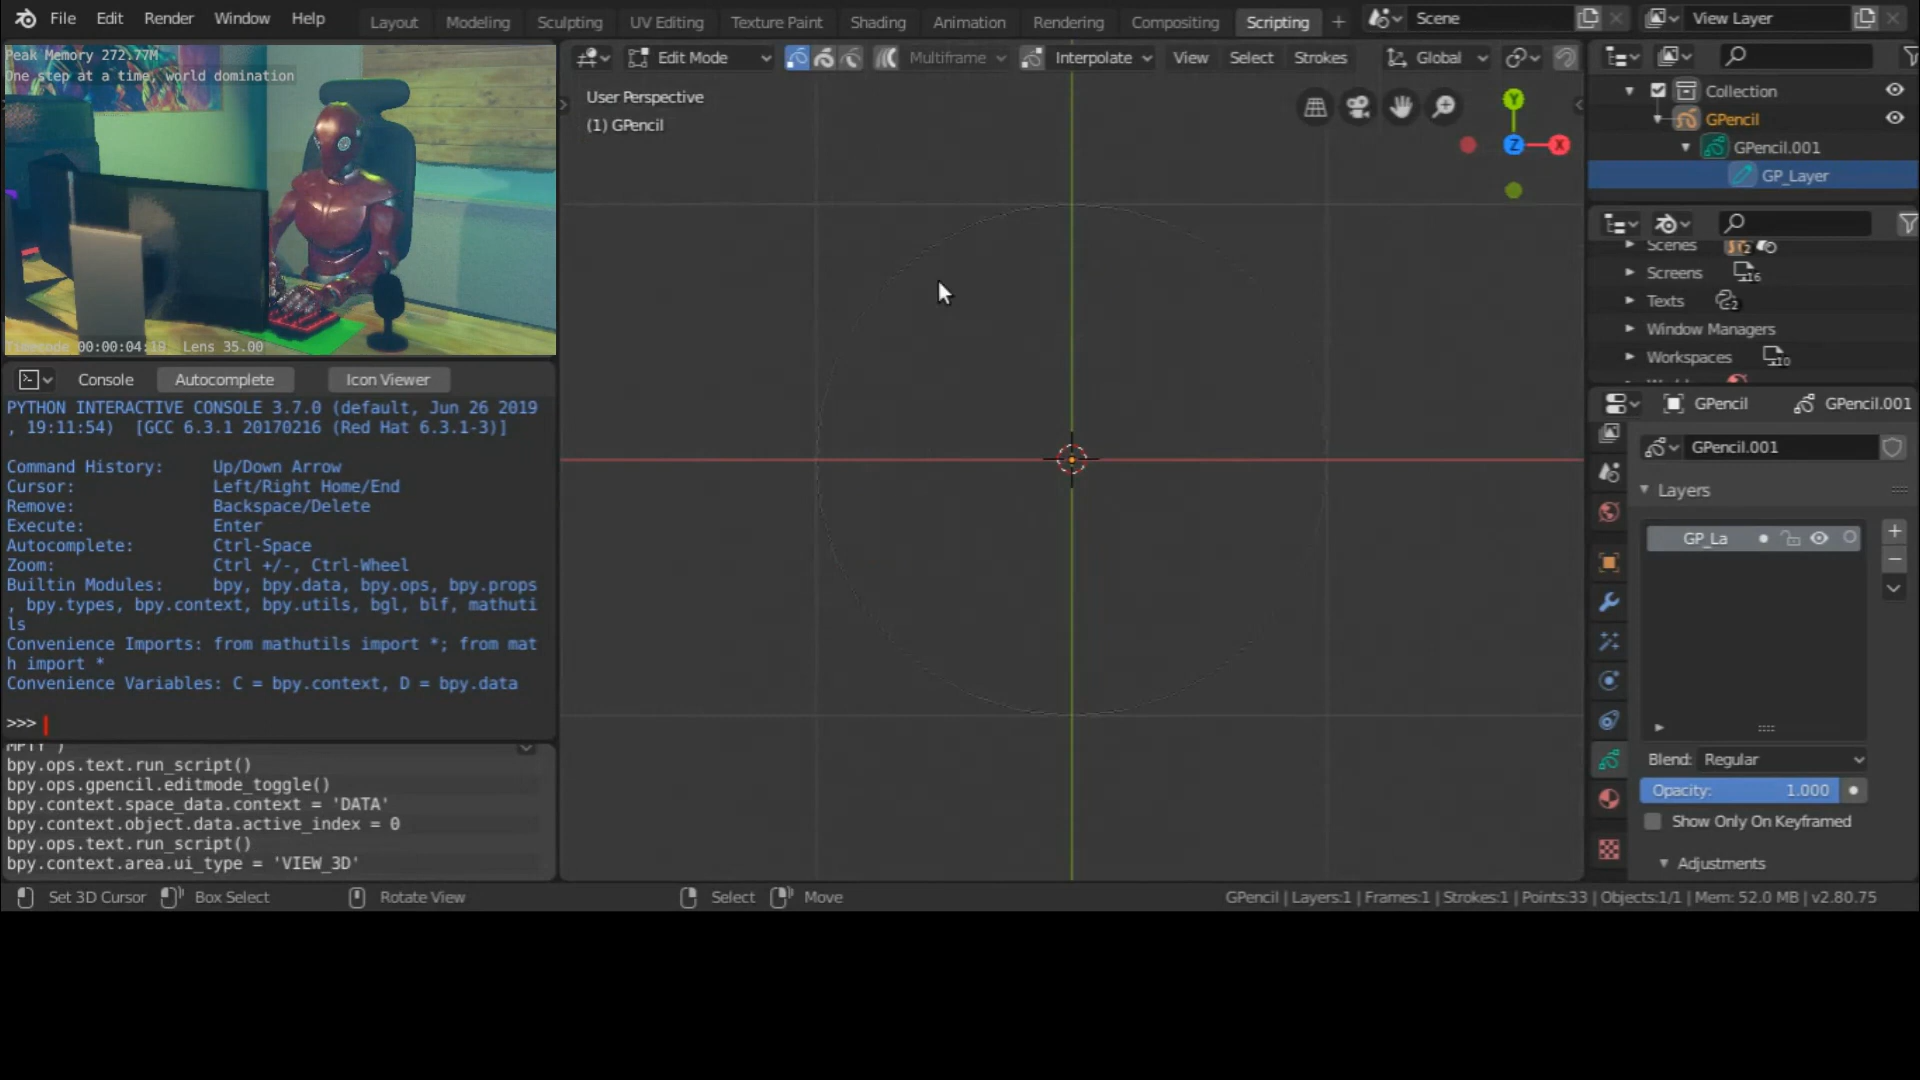 File Edit Render Window Help Layout Modeling Sculpting UV Editing Texture Paint Shading Animation Rendering Compositing Scripting + Scene View Layer
Peak Memory 272.77M
One step at a time, world domination
Timecode 00:00:04:10 Lens 35.00
Edit Mode Multiframe Interpolate View Select Strokes Global
User Perspective
(1) GPencil
Y
Z
X
Console Autocomplete Icon Viewer
PYTHON INTERACTIVE CONSOLE 3.7.0 (default, Jun 26 2019
, 19:11:54) [GCC 6.3.1 20170216 (Red Hat 6.3.1-3)]
Command History: Up/Down Arrow
Cursor: Left/Right Home/End
Remove: Backspace/Delete
Execute: Enter
Autocomplete: Ctrl-Space
Zoom: Ctrl +/-, Ctrl-Wheel
Builtin Modules: bpy, bpy.data, bpy.ops, bpy.props
, bpy.types, bpy.context, bpy.utils, bgl, blf, mathuti
ls
Convenience Imports: from mathutils import *; from mat
h import *
Convenience Variables: C = bpy.context, D = bpy.data
>>>
MPTY')
bpy.ops.text.run_script()
bpy.ops.gpencil.editmode_toggle()
bpy.context.space_data.context = 'DATA'
bpy.context.object.data.active_index = 0
bpy.ops.text.run_script()
bpy.context.area.ui_type = 'VIEW_3D'
Collection
GPencil
GPencil.001
GP_Layer
Scenes 2
Screens 16
Texts 2
Window Managers
Workspaces 10
GPencil GPencil.001
GPencil.001
Layers
GP_La
Blend: Regular
Opacity: 1.000
Show Only On Keyframed
Adjustments
Set 3D Cursor Box Select Rotate View Select Move GPencil | Layers:1 | Frames:1 | Strokes:1 | Points:33 | Objects:1/1 | Mem: 52.0 MB | v2.80.75